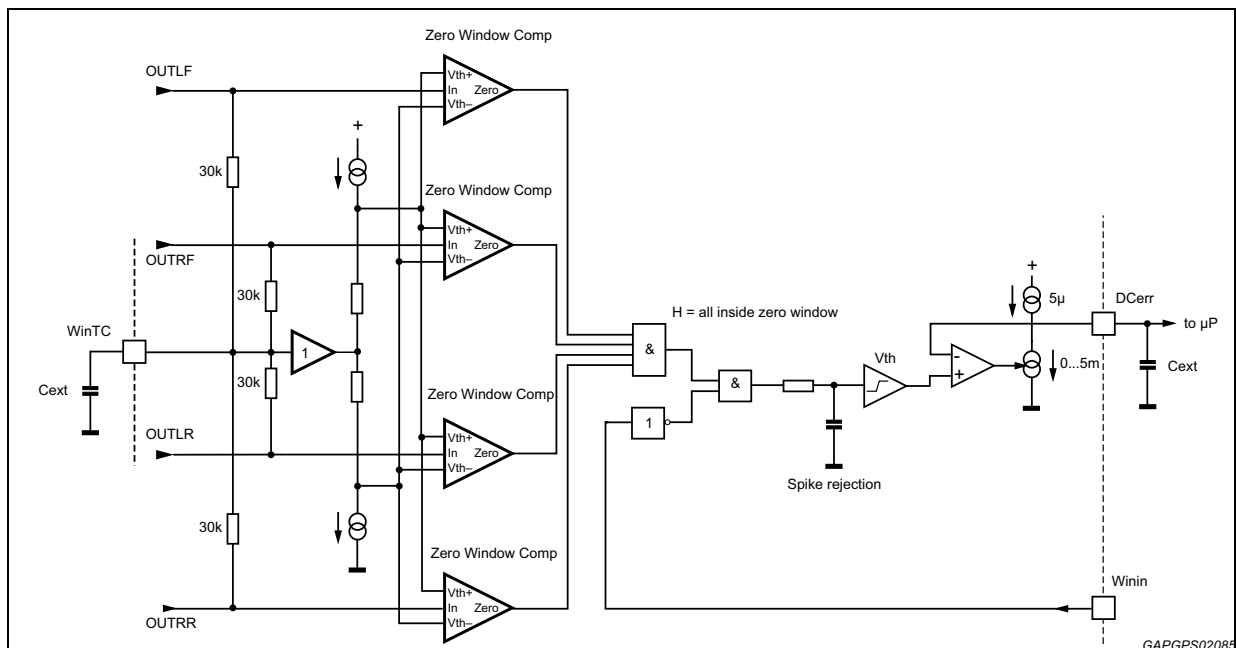 Zero Window Comp
OUTLF
Vth+
In Zero
Vth–
+
30k
Zero Window Comp
Vth+
In Zero
Vth–
OUTRF
30k
+
5µ
DCerr
to µP
H = all inside zero window
WinTC
1
&
Vth
-
+
0...5m
Cext
30k
&
Cext
Zero Window Comp
1
OUTLR
Vth+
In Zero
Vth–
Spike rejection
30k
Zero Window Comp
Winin
Vth+
In Zero
Vth–
OUTRR
GAPGPS02085